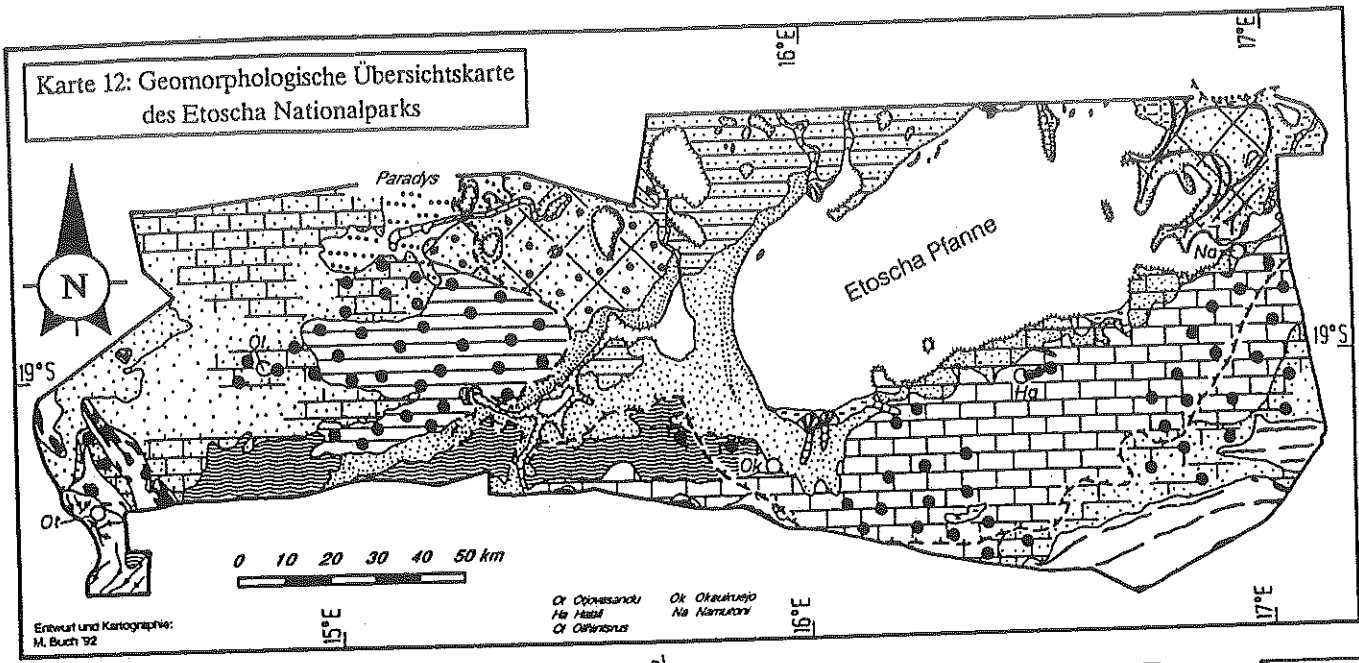 Karte 12: Geomorphologische Übersichtskarte
des Etoscha Nationalparks
16°E
17°E
Paradys
N
Etoscha Pfanne
Na
19°S
19°S
Ol
Ha
Ok
Ot
0 10 20 30 40 50 km
15°E
16°E
17°E
Ot Otjovasandu Ok Okaukuejo
Ha Halali Na Namutoni
Ol
Entwurf und Kartographie:
M. Buch '92